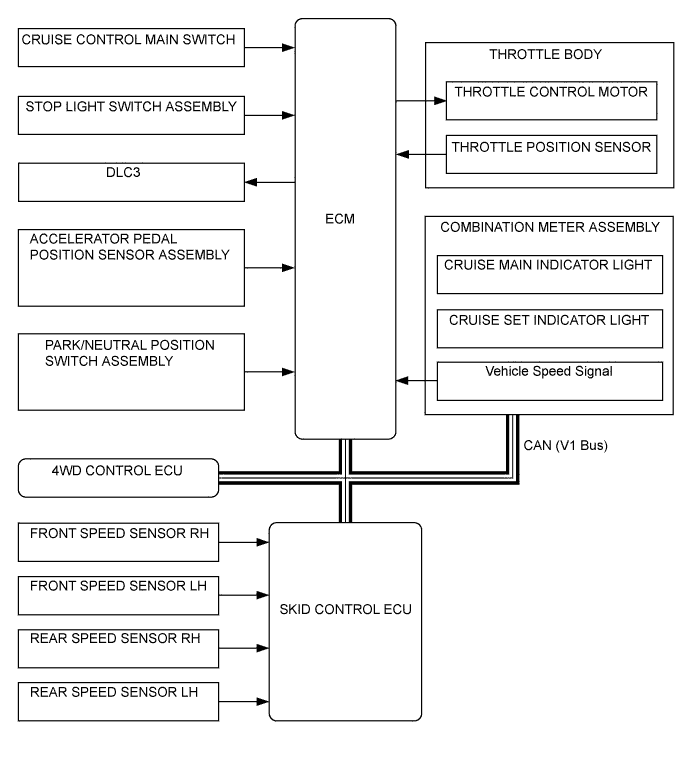 CRUISE CONTROL MAIN SWITCH
STOP LIGHT SWITCH ASSEMBLY
DLC3
ACCELERATOR PEDAL
POSITION SENSOR ASSEMBLY
PARK/NEUTRAL POSITION
SWITCH ASSEMBLY
ECM
THROTTLE BODY
THROTTLE CONTROL MOTOR
THROTTLE POSITION SENSOR
COMBINATION METER ASSEMBLY
CRUISE MAIN INDICATOR LIGHT
CRUISE SET INDICATOR LIGHT
Vehicle Speed Signal
CAN (V1 Bus)
4WD CONTROL ECU
FRONT SPEED SENSOR RH
FRONT SPEED SENSOR LH
REAR SPEED SENSOR RH
REAR SPEED SENSOR LH
SKID CONTROL ECU